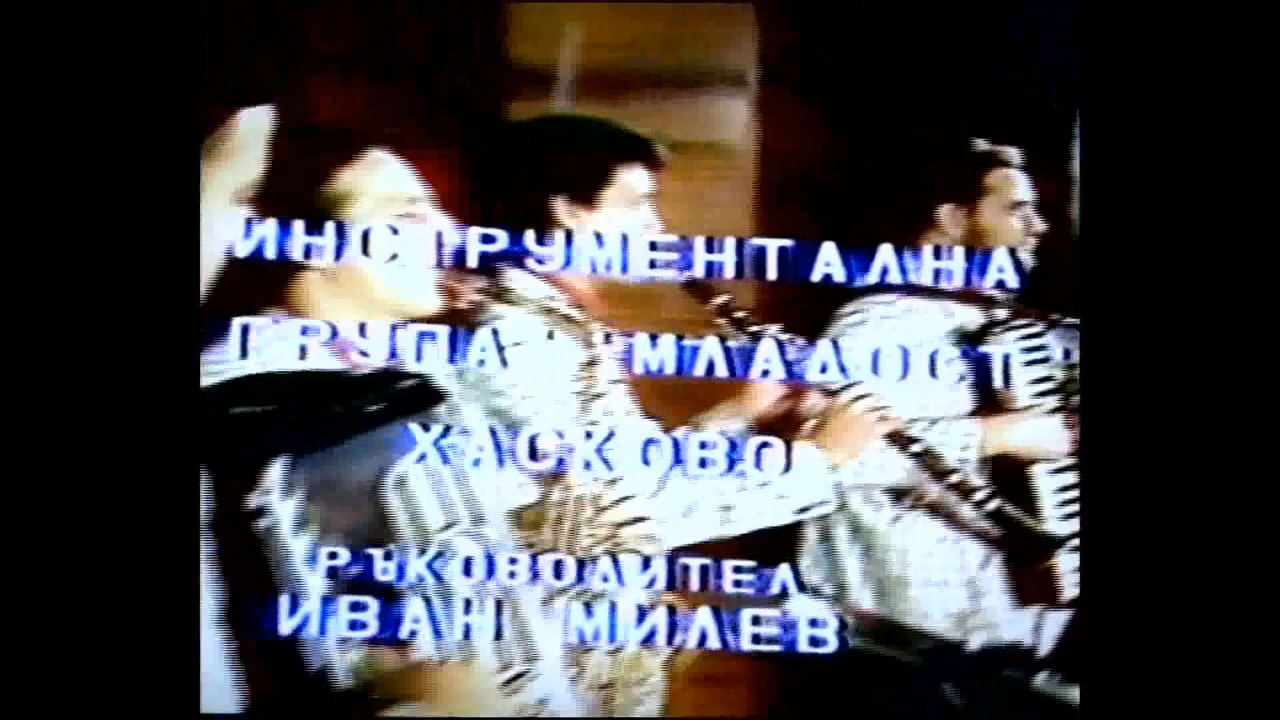 ИНСТРУМЕНТАЛНА
ГРУПА "МЛАДОСТ"
ХАСКОВО
РЪКОВОДИТЕЛ
ИВАН МИЛЕВ